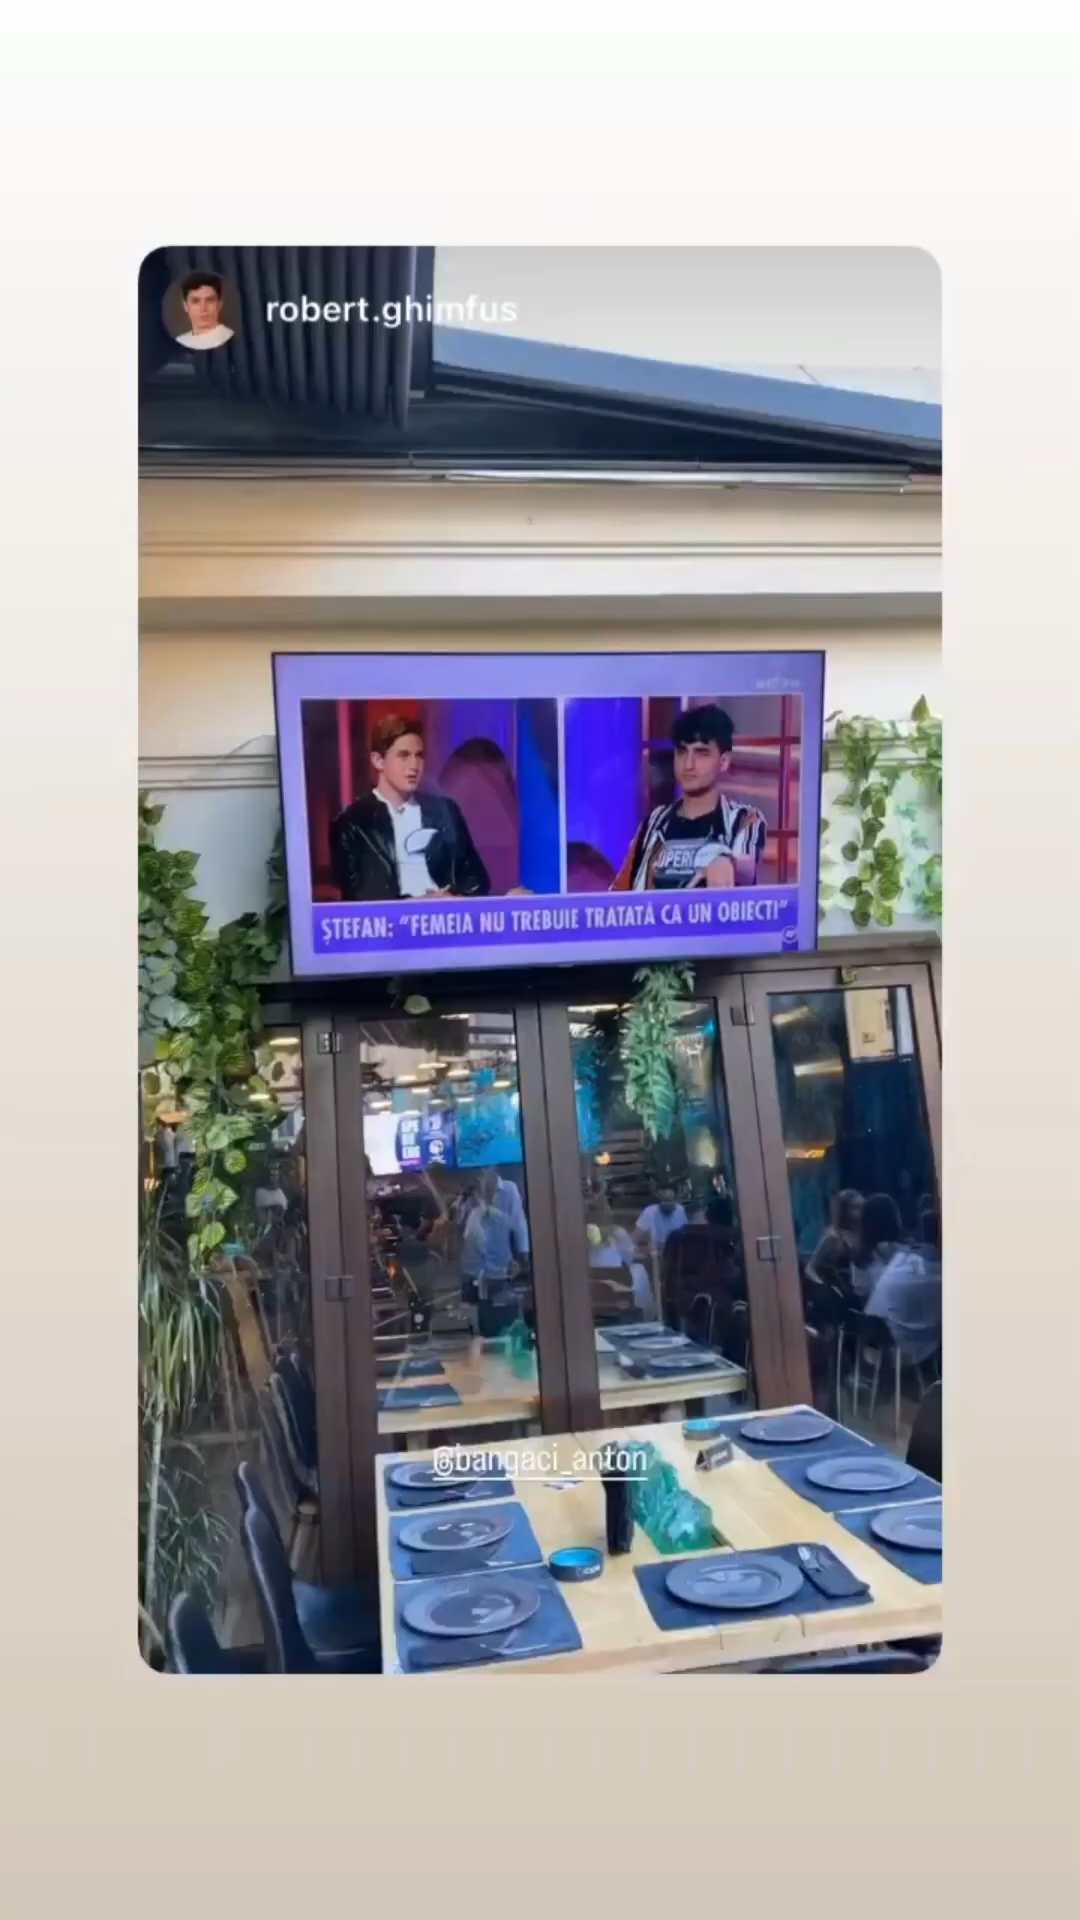 robert.ghimfus
ȘTEFAN: "FEMEIA NU TREBUIE TRATATĂ CA UN OBIECT!"
@bangaci_anton